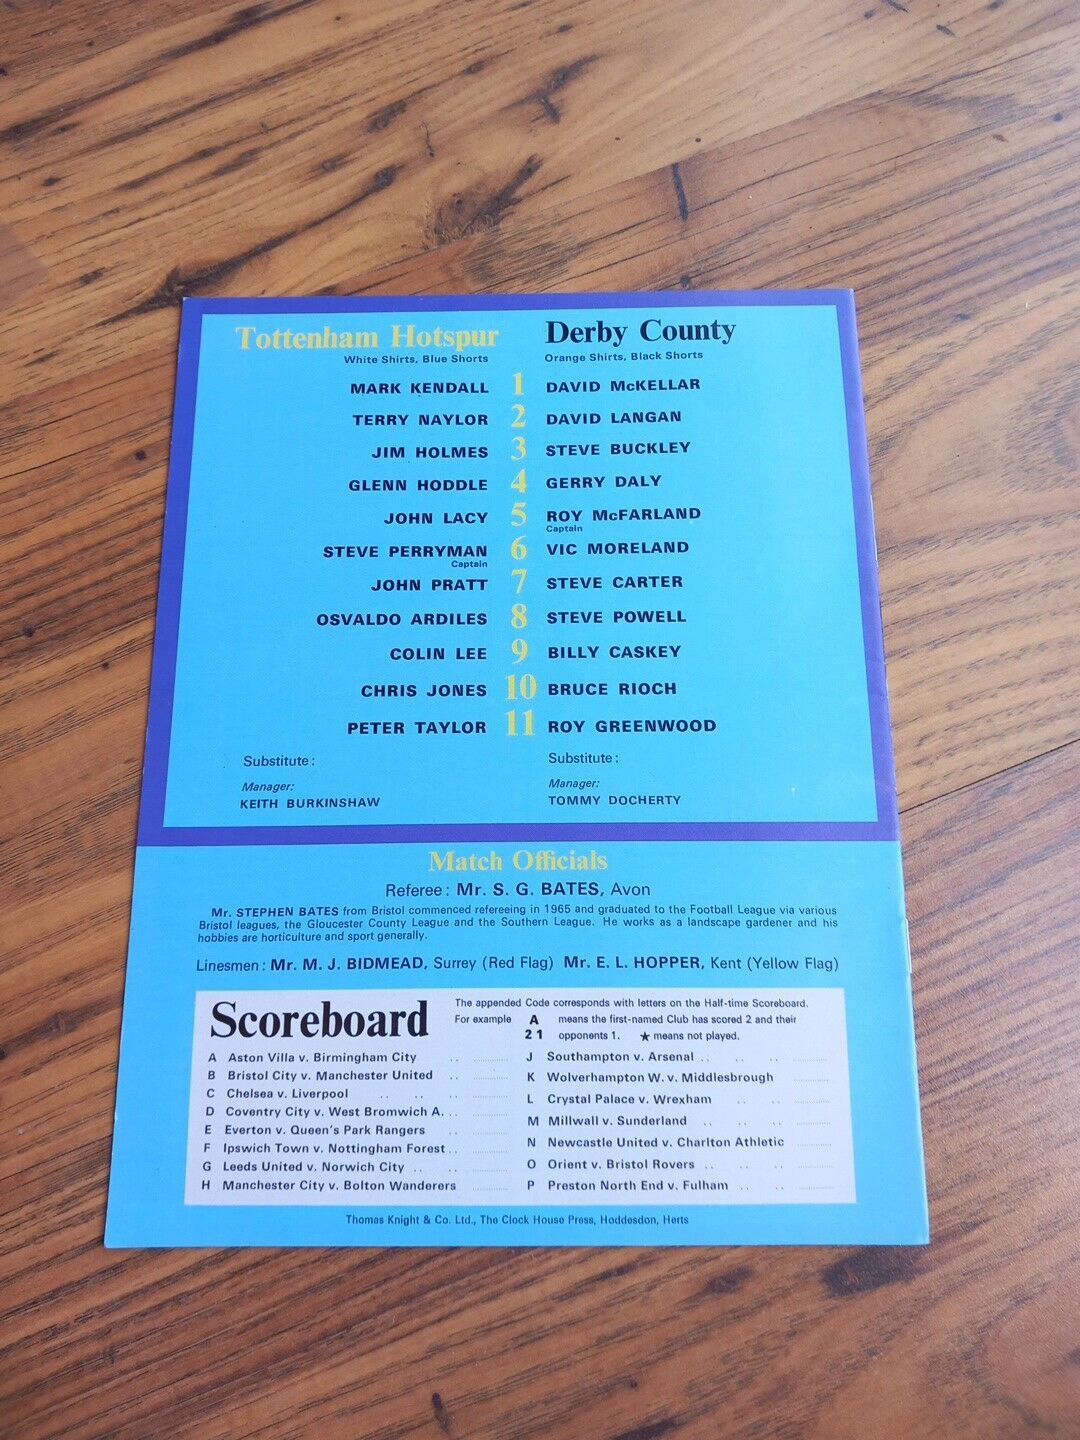 Tottenham Hotspur Derby County
White Shirts, Blue Shorts Orange Shirts, Black Shorts
MARK KENDALL 1 DAVID McKELLAR
TERRY NAYLOR 2 DAVID LANGAN
JIM HOLMES 3 STEVE BUCKLEY
GLENN HODDLE 4 GERRY DALY
JOHN LACY 5 ROY McFARLAND
Captain
STEVE PERRYMAN 6 VIC MORELAND
Captain
JOHN PRATT 7 STEVE CARTER
OSVALDO ARDILES 8 STEVE POWELL
COLIN LEE 9 BILLY CASKEY
CHRIS JONES 10 BRUCE RIOCH
PETER TAYLOR 11 ROY GREENWOOD
Substitute : Substitute :
Manager: Manager:
KEITH BURKINSHAW TOMMY DOCHERTY
Match Officials
Referee : Mr. S. G. BATES, Avon
Mr. STEPHEN BATES from Bristol commenced refereeing in 1965 and graduated to the Football League via various
Bristol leagues, the Gloucester County League and the Southern League. He works as a landscape gardener and his
hobbies are horticulture and sport generally.
Linesmen : Mr. M. J. BIDMEAD, Surrey (Red Flag) Mr. E. L. HOPPER, Kent (Yellow Flag)
Scoreboard
The appended Code corresponds with letters on the Half-time Scoreboard.
For example A means the first-named Club has scored 2 and their
2 1 opponents 1. ★ means not played.
A Aston Villa v. Birmingham City
B Bristol City v. Manchester United
C Chelsea v. Liverpool
D Coventry City v. West Bromwich A.
E Everton v. Queen's Park Rangers
F Ipswich Town v. Nottingham Forest
G Leeds United v. Norwich City
H Manchester City v. Bolton Wanderers
J Southampton v. Arsenal
K Wolverhampton W. v. Middlesbrough
L Crystal Palace v. Wrexham
M Millwall v. Sunderland
N Newcastle United v. Charlton Athletic
O Orient v. Bristol Rovers
P Preston North End v. Fulham
Thomas Knight & Co. Ltd., The Clock House Press, Hoddesdon, Herts